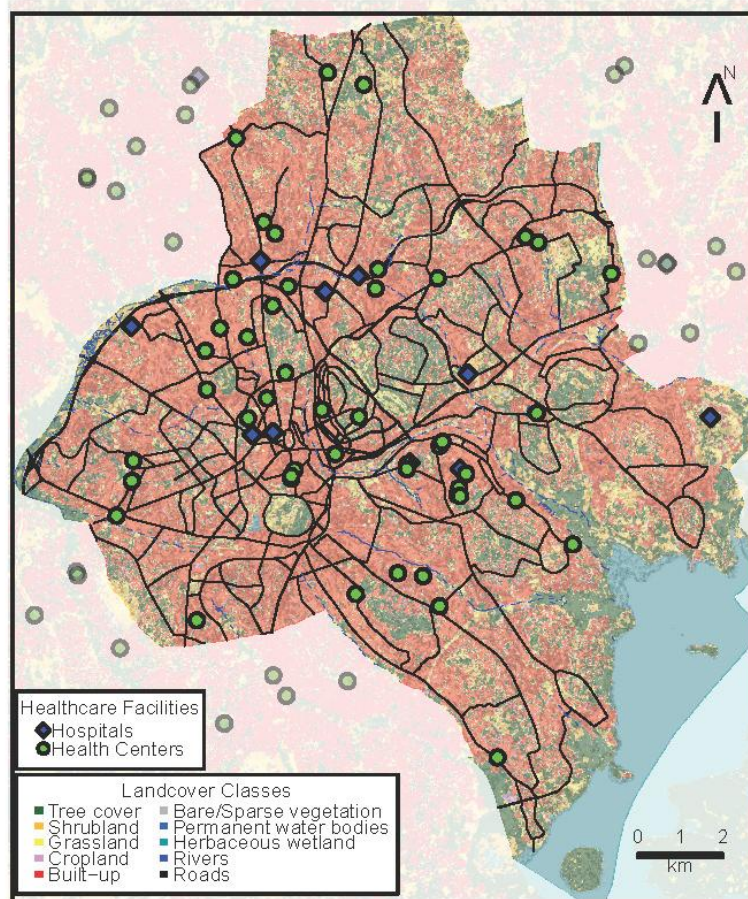 N
Healthcare Facilities
Hospitals
Health Centers
Landcover Classes
Tree cover
Shrubland
Grassland
Cropland
Built-up
Bare/Sparse vegetation
Permanent water bodies
Herbaceous wetland
Rivers
Roads
0 1 2
km